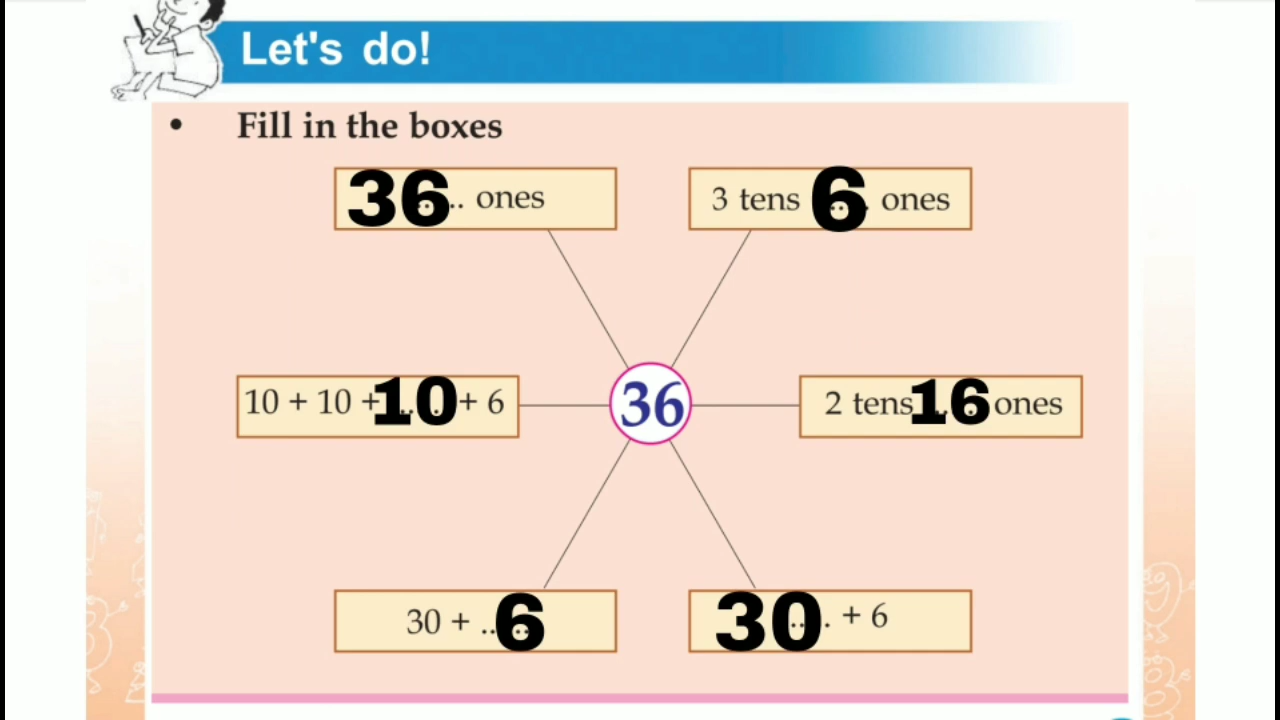 Let's do!
• Fill in the boxes
36 .. ones
3 tens 6 ones
10 + 10 + 10 + 6
36
2 tens 16 ones
30 + ..6
30 .. + 6